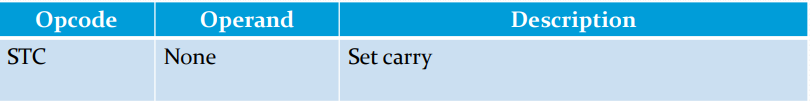 Opcode Operand Description
STC None Set carry